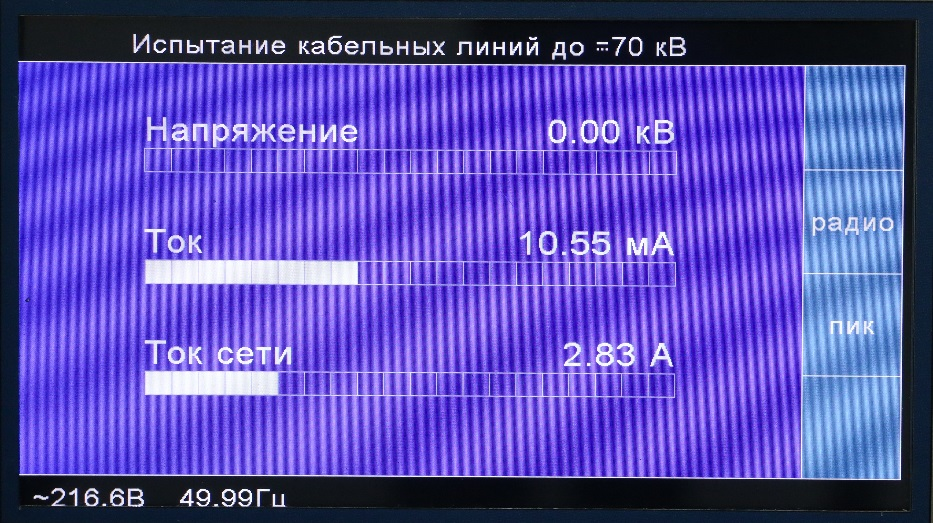 Испытание кабельных линий до ⎓70 кВ
Напряжение 0.00 кВ
Ток 10.55 мА
радио
пик
Ток сети 2.83 А
~216.6В 49.99Гц